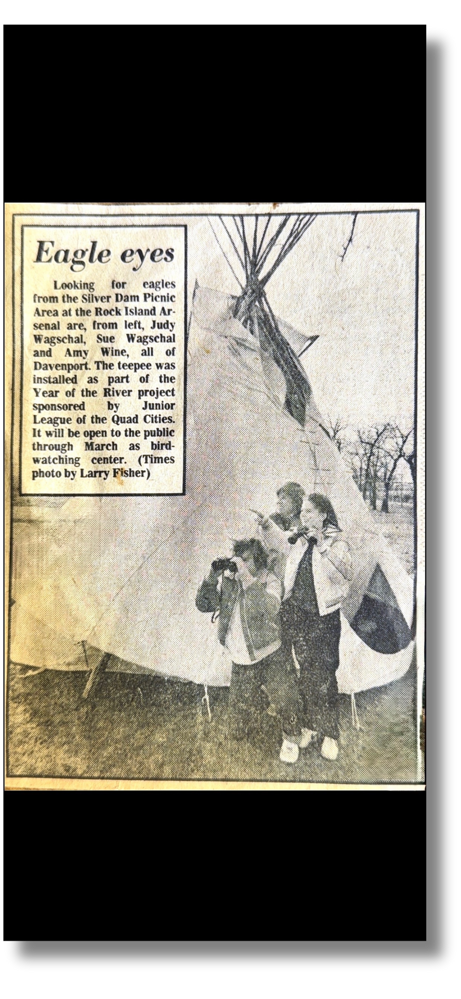 Eagle eyes
Looking for eagles
from the Silver Dam Picnic
Area at the Rock Island Ar-
senal are, from left, Judy
Wagschal, Sue Wagschal
and Amy Wine, all of
Davenport. The teepee was
installed as part of the
Year of the River project
sponsored by Junior
League of the Quad Cities.
It will be open to the public
through March as bird-
watching center. (Times
photo by Larry Fisher)